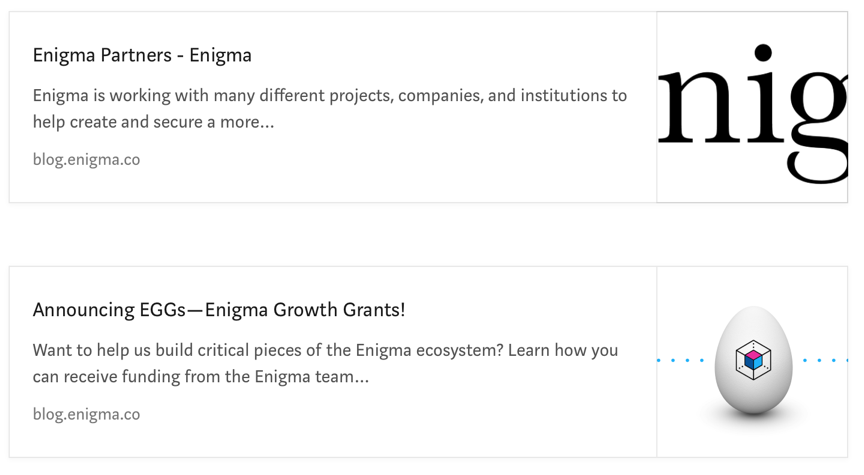 Enigma Partners - Enigma
Enigma is working with many different projects, companies, and institutions to
help create and secure a more…
blog.enigma.co
nig
Announcing EGGs—Enigma Growth Grants!
Want to help us build critical pieces of the Enigma ecosystem? Learn how you
can receive funding from the Enigma team…
blog.enigma.co